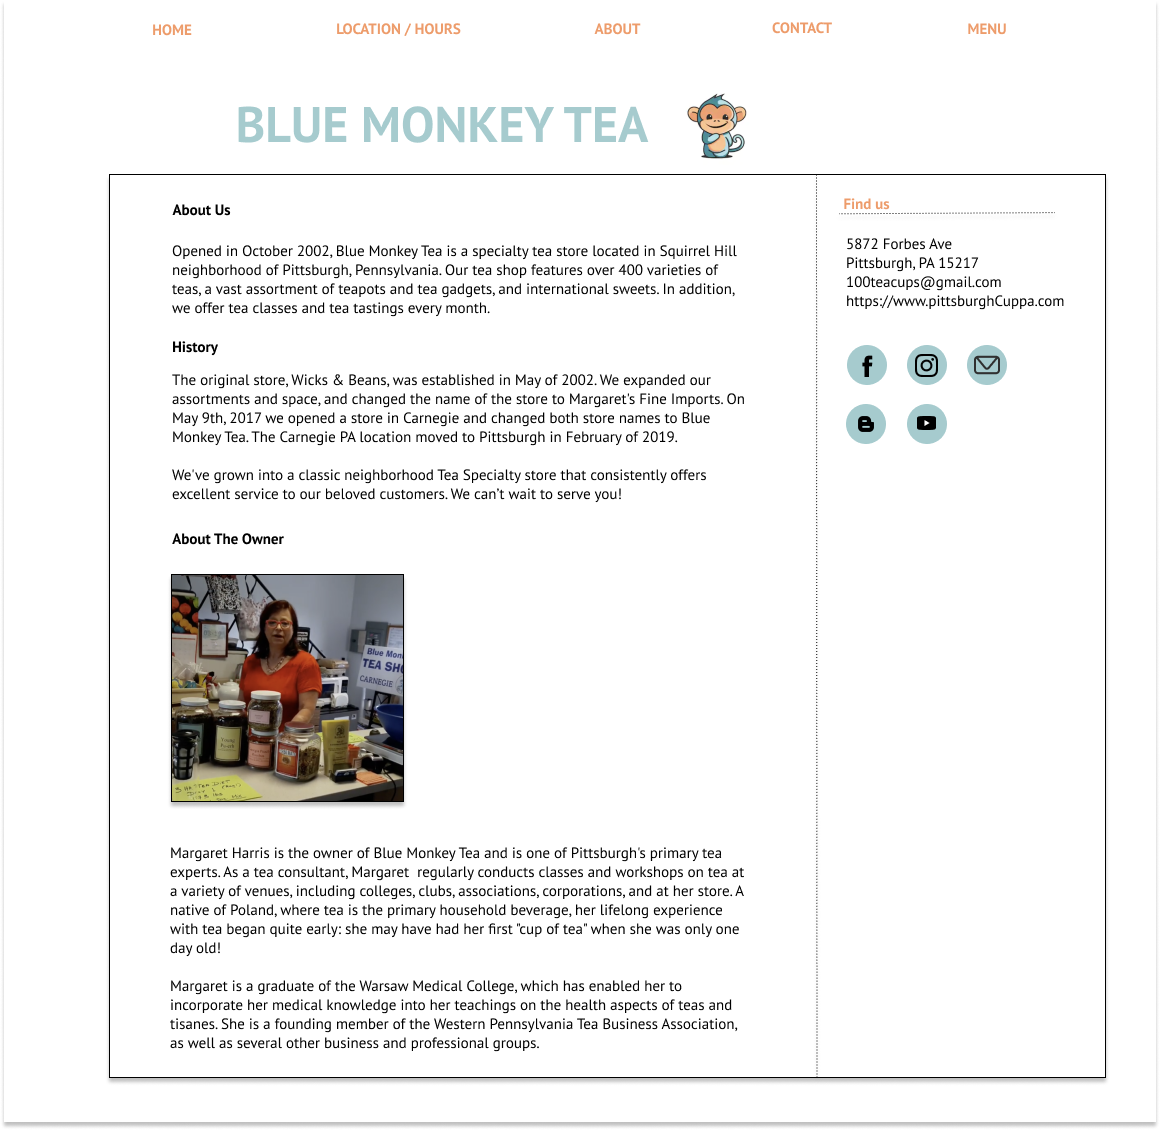 HOME LOCATION / HOURS ABOUT CONTACT MENU
BLUE MONKEY TEA
About Us
Opened in October 2002, Blue Monkey Tea is a specialty tea store located in Squirrel Hill
neighborhood of Pittsburgh, Pennsylvania. Our tea shop features over 400 varieties of
teas, a vast assortment of teapots and tea gadgets, and international sweets. In addition,
we offer tea classes and tea tastings every month.
History
The original store, Wicks & Beans, was established in May of 2002. We expanded our
assortments and space, and changed the name of the store to Margaret's Fine Imports. On
May 9th, 2017 we opened a store in Carnegie and changed both store names to Blue
Monkey Tea. The Carnegie PA location moved to Pittsburgh in February of 2019.
We've grown into a classic neighborhood Tea Specialty store that consistently offers
excellent service to our beloved customers. We can’t wait to serve you!
About The Owner
Blue Mon
TEA SHO
CARNEGIE
Margaret Harris is the owner of Blue Monkey Tea and is one of Pittsburgh's primary tea
experts. As a tea consultant, Margaret  regularly conducts classes and workshops on tea at
a variety of venues, including colleges, clubs, associations, corporations, and at her store. A
native of Poland, where tea is the primary household beverage, her lifelong experience
with tea began quite early: she may have had her first "cup of tea" when she was only one
day old!
Margaret is a graduate of the Warsaw Medical College, which has enabled her to
incorporate her medical knowledge into her teachings on the health aspects of teas and
tisanes. She is a founding member of the Western Pennsylvania Tea Business Association,
as well as several other business and professional groups.
Find us
5872 Forbes Ave
Pittsburgh, PA 15217
100teacups@gmail.com
https://www.pittsburghCuppa.com